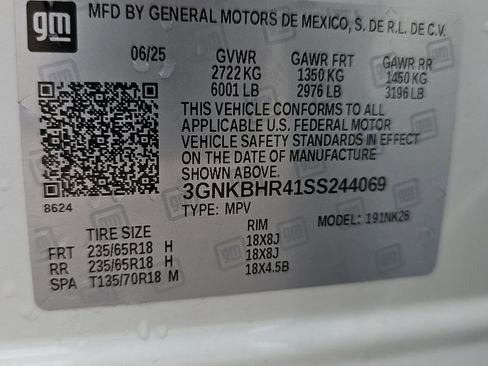 gm
MFD BY GENERAL MOTORS DE MEXICO, S. DE R.L. DE C.V.
06/25 GVWR GAWR FRT GAWR RR
2722 KG 1350 KG 1450 KG
6001 LB 2976 LB 3196 LB
THIS VEHICLE CONFORMS TO ALL
APPLICABLE U.S. FEDERAL MOTOR
VEHICLE SAFETY STANDARDS IN EFFECT
ON THE DATE OF MANUFACTURE
SHOWN ABOVE.
3GNKBHR41SS244069
8624 TYPE: MPV MODEL: 191NK26
TIRE SIZE RIM
FRT 235/65R18 H 18X8J
RR 235/65R18 H 18X8J
SPA T135/70R18 M 18X4.5B